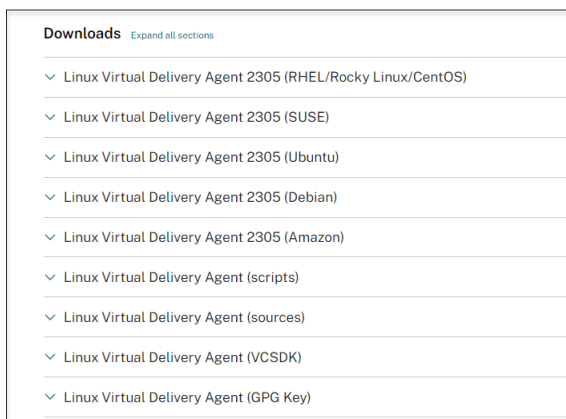 Downloads Expand all sections
Linux Virtual Delivery Agent 2305 (RHEL/Rocky Linux/CentOS)
Linux Virtual Delivery Agent 2305 (SUSE)
Linux Virtual Delivery Agent 2305 (Ubuntu)
Linux Virtual Delivery Agent 2305 (Debian)
Linux Virtual Delivery Agent 2305 (Amazon)
Linux Virtual Delivery Agent (scripts)
Linux Virtual Delivery Agent (sources)
Linux Virtual Delivery Agent (VCSDK)
Linux Virtual Delivery Agent (GPG Key)